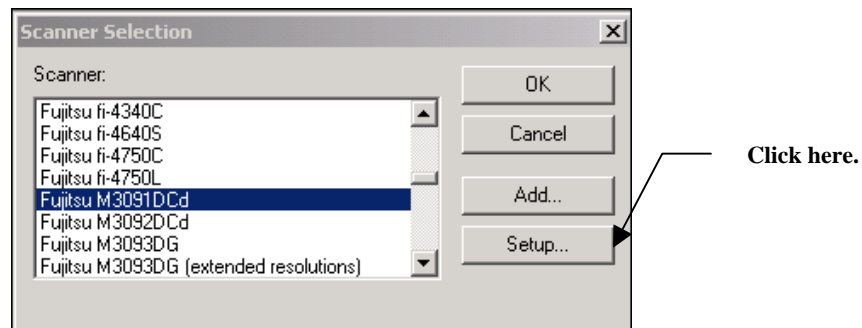 Scanner Selection
Scanner:
Fujitsu fi-4340C
Fujitsu fi-4640S
Fujitsu fi-4750C
Fujitsu fi-4750L
Fujitsu M3091DCd
Fujitsu M3092DCd
Fujitsu M3093DG
Fujitsu M3093DG (extended resolutions)
OK
Cancel
Add...
Setup...
Click here.